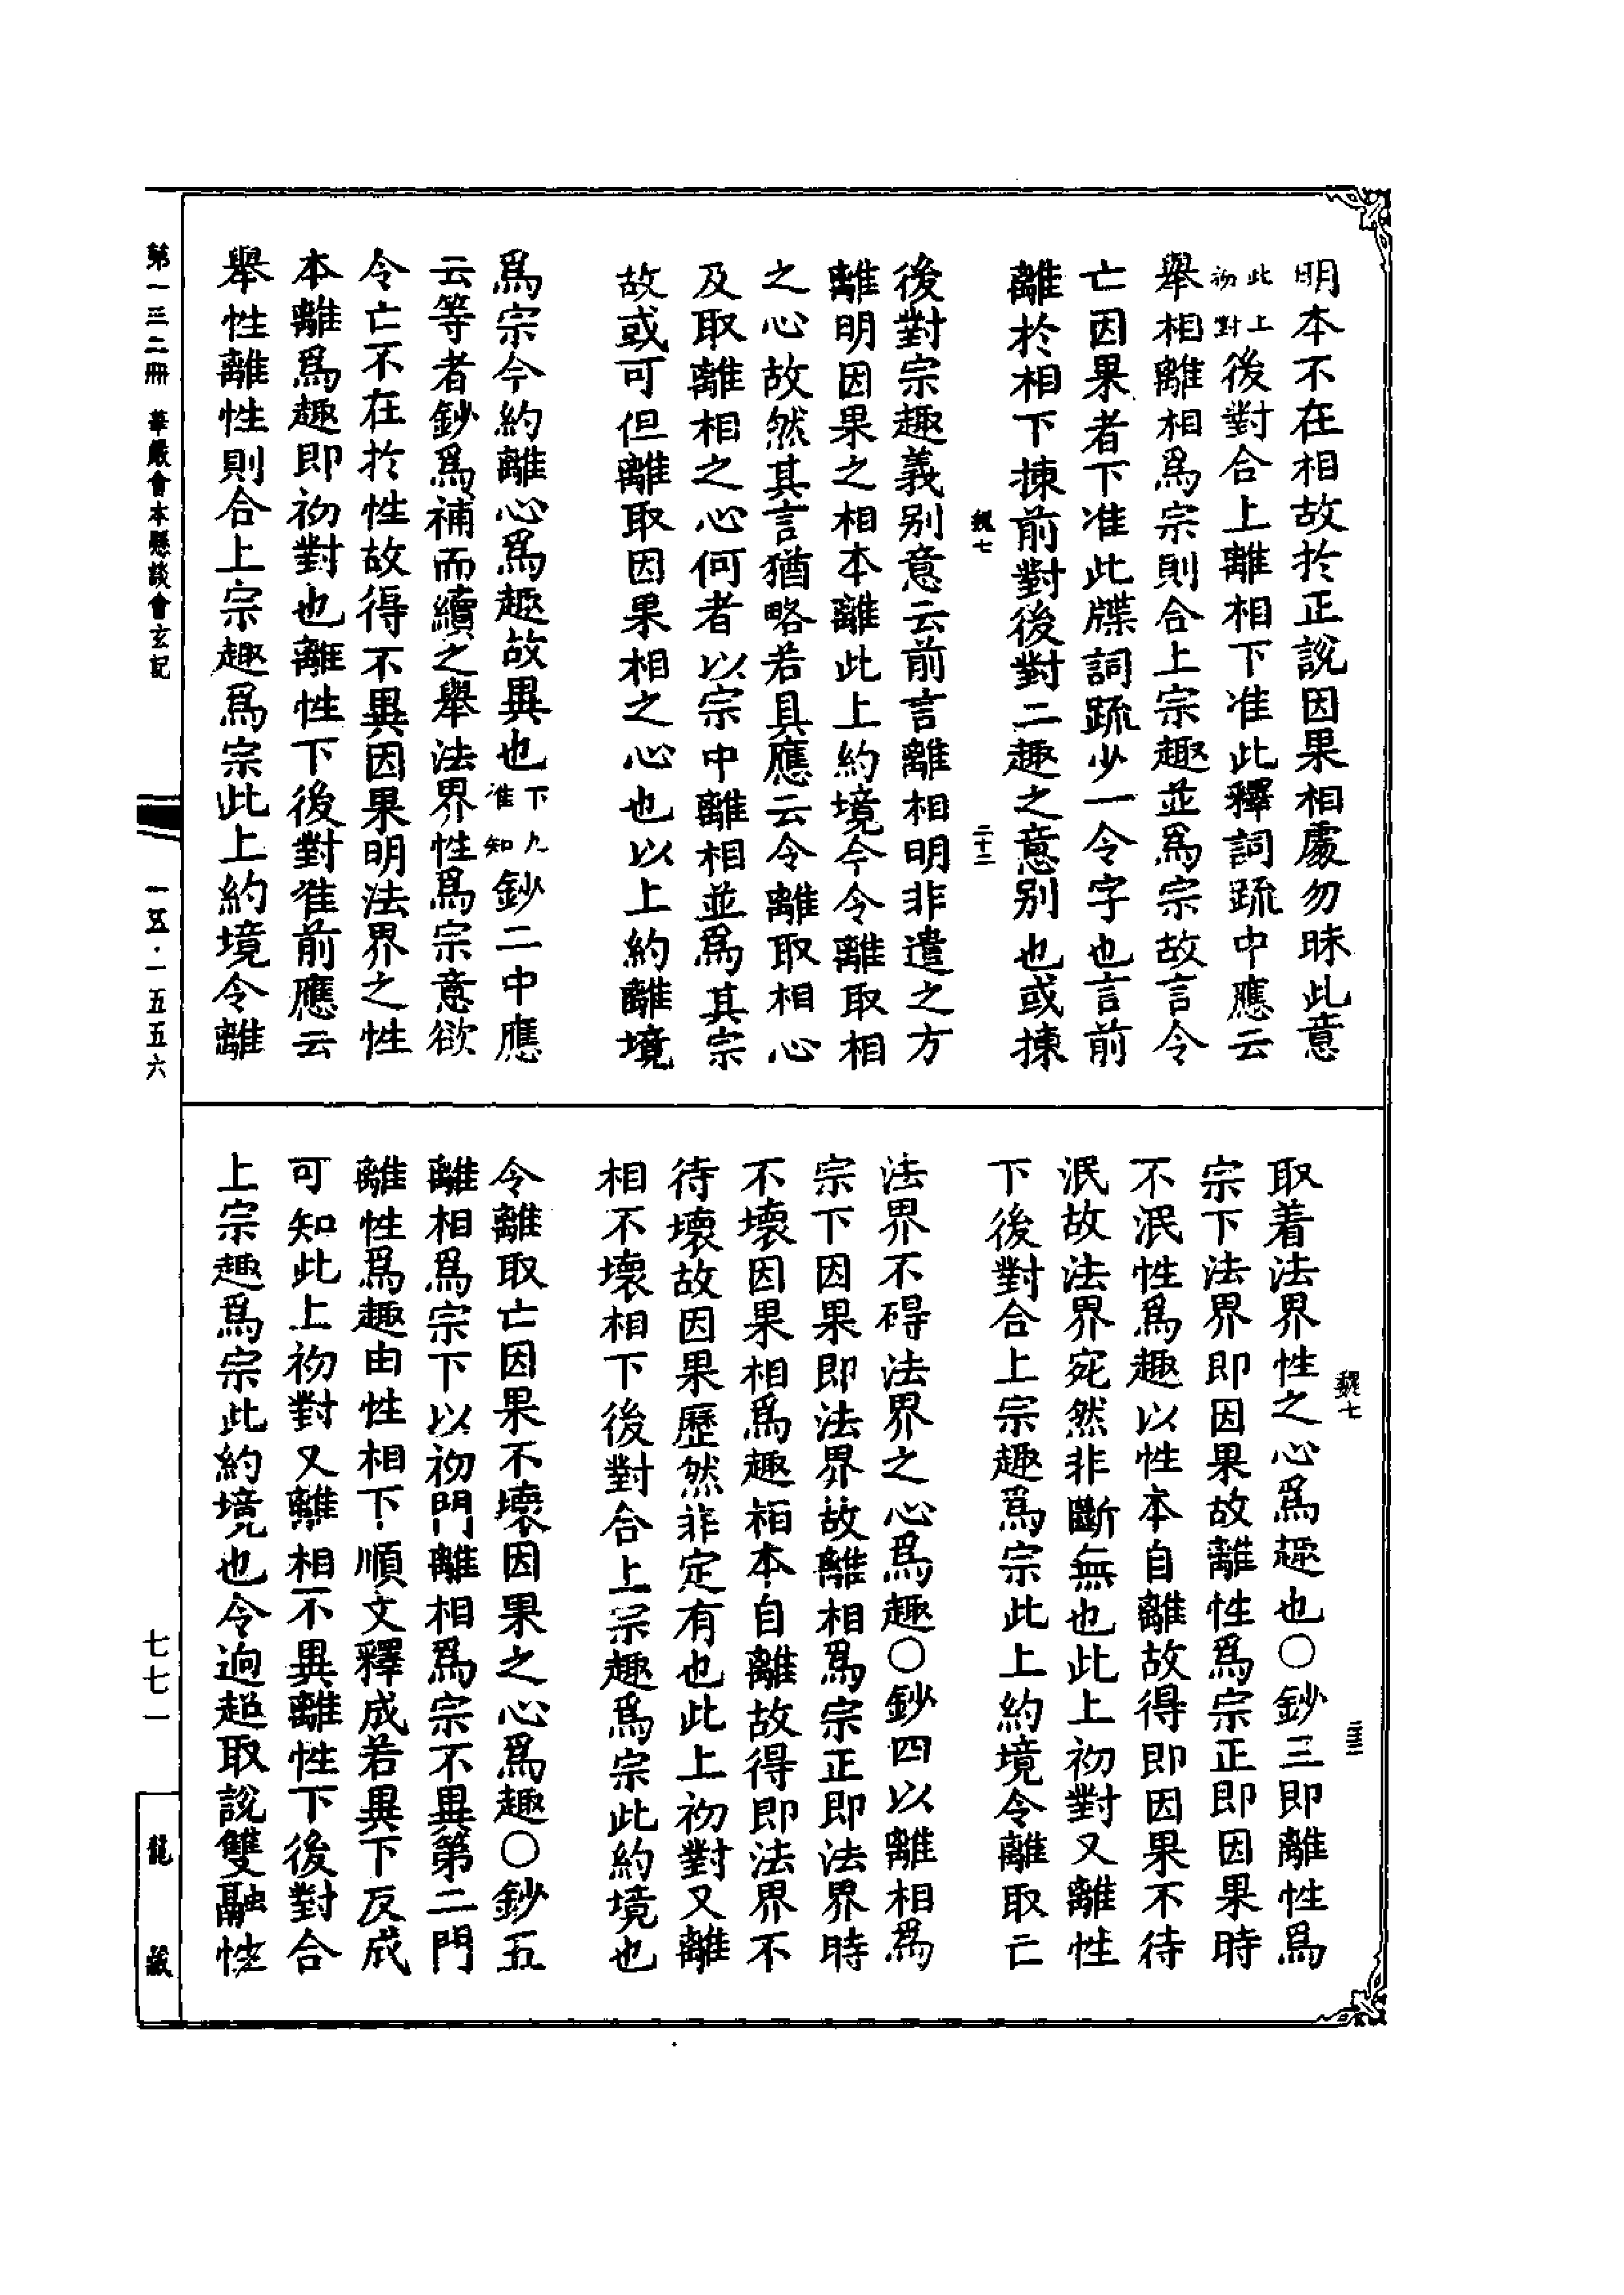 明本不在相故於正說因果相處勿昧此意
此上初對後對合上離相下准此釋詞䟽中應云
舉相離相爲宗則合上宗趣並爲宗故言令
亡因果者下准此牒詞䟽少一令字也言前
離於相下揀前對後對二趣之意别也或揀
魏七 二十二
後對宗趣義别意云前言離相明非遣之方
離明因果之相本離此上約境今令離取相
之心故然其言猶略若具應云令離取相心
及取離相之心何者以宗中離相並爲其宗
故或可但離取因果相之心也以上約離境
爲宗今約離心爲趣故異也下九准知鈔二中應
云等者鈔爲補而續之舉法界性爲宗意欲
令亡不在於性故得不異因果明法界之性
本離爲趣即初對也離性下後對准前應云
舉性離性則合上宗趣爲宗此上約境令離
取着法界性之心爲趣也○鈔三即離性爲
宗下法界即因果故離性爲宗正即因果時
不泯性爲趣以性本自離故得即因果不待
泯故法界宛然非斷無也此上初對又離性
下後對合上宗趣爲宗此上約境令離取亡
法界不碍法界之心爲趣○鈔四以離相爲
宗下因果即法界故離相爲宗正即法界時
不壞因果相爲趣相本自離故得即法界不
待壞故因果歷然非定有也此上初對又離
相不壞相下後對合上宗趣爲宗此約境也
令離取亡因果不壞因果之心爲趣○鈔五
離相爲宗下以初門離相爲宗不異第二門
離性爲趣由性相下順文釋成若異下反成
可知此上初對又離相不異離性下後對合
上宗趣爲宗此約境也令逈超取說雙融性
魏七 二十三
第一三二冊 華嚴會本懸談會玄記
一五·一五五六
七七一
龍藏